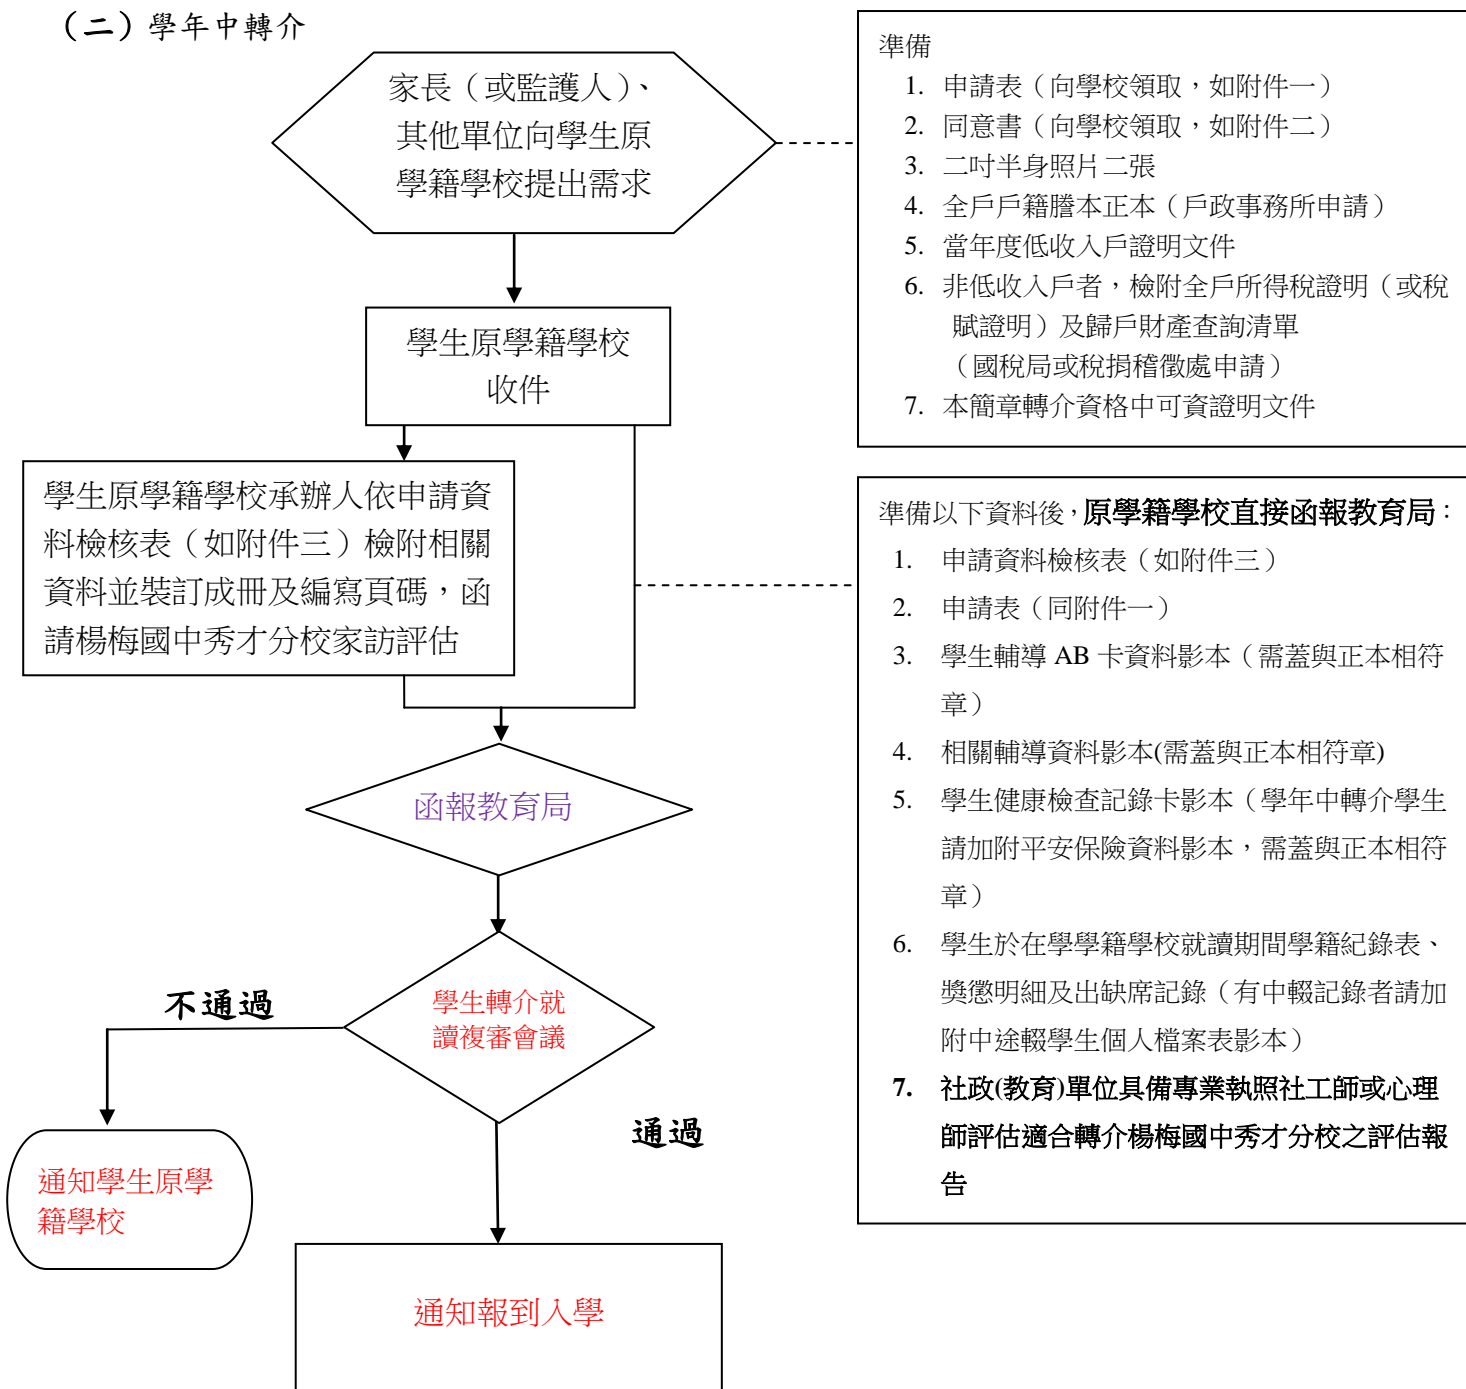 （二）學年中轉介
家長（或監護人）、
其他單位向學生原
學籍學校提出需求
準備
1. 申請表（向學校領取，如附件一）
2. 同意書（向學校領取，如附件二）
3. 二吋半身照片二張
4. 全戶戶籍謄本正本（戶政事務所申請）
5. 當年度低收入戶證明文件
6. 非低收入戶者，檢附全戶所得稅證明（或稅
賦證明）及歸戶財產查詢清單
（國稅局或稅捐稽徵處申請）
7. 本簡章轉介資格中可資證明文件
學生原學籍學校
收件
學生原學籍學校承辦人依申請資
料檢核表（如附件三）檢附相關
資料並裝訂成冊及編寫頁碼，函
請楊梅國中秀才分校家訪評估
準備以下資料後，原學籍學校直接函報教育局：
1. 申請資料檢核表（如附件三）
2. 申請表（同附件一）
3. 學生輔導 AB 卡資料影本（需蓋與正本相符
章）
4. 相關輔導資料影本(需蓋與正本相符章)
5. 學生健康檢查記錄卡影本（學年中轉介學生
請加附平安保險資料影本，需蓋與正本相符
章）
6. 學生於在學學籍學校就讀期間學籍紀錄表、
獎懲明細及出缺席記錄（有中輟記錄者請加
附中途輟學生個人檔案表影本）
7. 社政(教育)單位具備專業執照社工師或心理
師評估適合轉介楊梅國中秀才分校之評估報
告
函報教育局
學生轉介就
讀複審會議
不通過
通過
通知學生原學
籍學校
通知報到入學